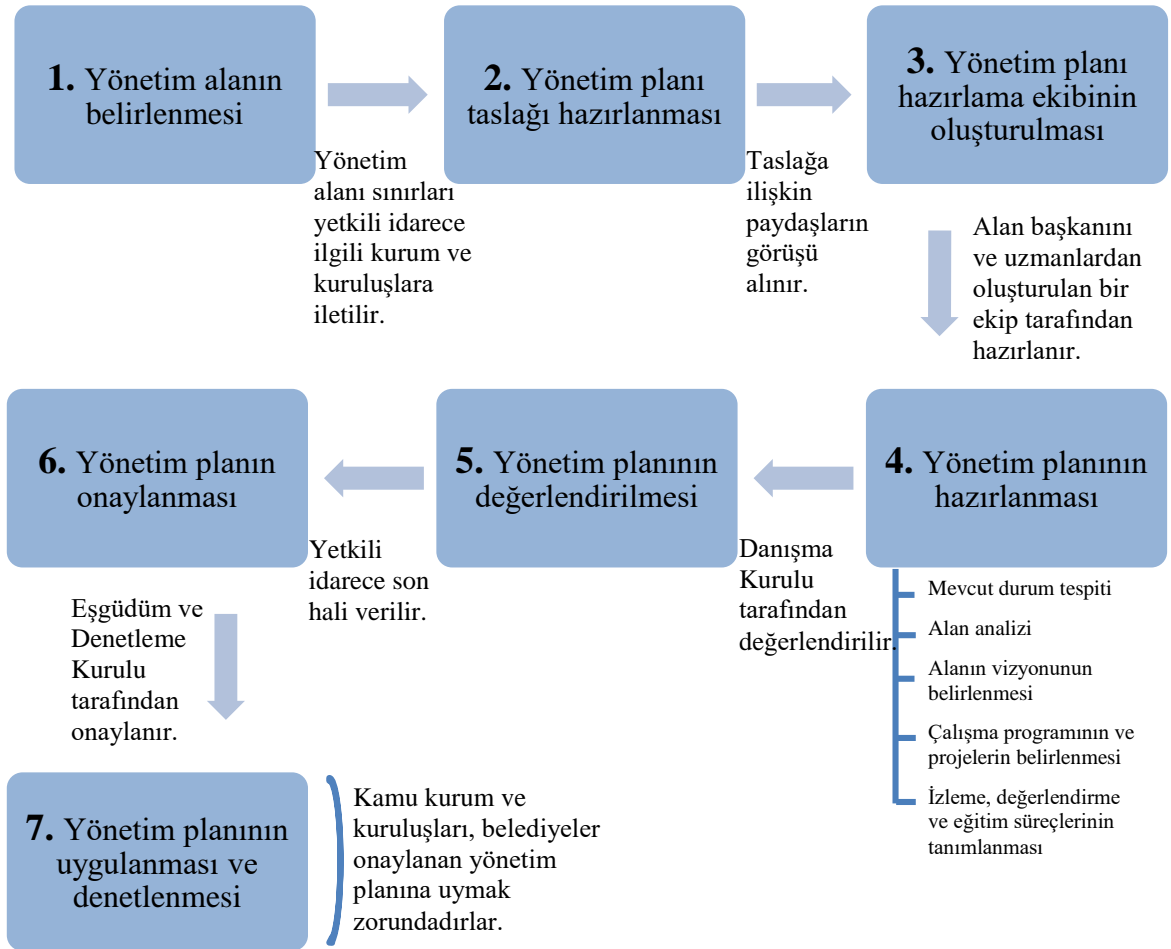 1. Yönetim alanın
belirlenmesi
Yönetim
alanı sınırları
yetkili idarece
ilgili kurum ve
kuruluşlara
iletilir.
2. Yönetim planı
taslağı hazırlanması
Taslağa
ilişkin
paydaşların
görüşü
alınır.
3. Yönetim planı
hazırlama ekibinin
oluşturulması
Alan başkanını
ve uzmanlardan
oluşturulan bir
ekip tarafından
hazırlanır.
4. Yönetim planının
hazırlanması
Mevcut durum tespiti
Alan analizi
Alanın vizyonunun
belirlenmesi
Çalışma programının ve
projelerin belirlenmesi
İzleme, değerlendirme
ve eğitim süreçlerinin
tanımlanması
Danışma
Kurulu
tarafından
değerlendirilir.
5. Yönetim planının
değerlendirilmesi
Yetkili
idarece son
hali verilir.
6. Yönetim planın
onaylanması
Eşgüdüm ve
Denetleme
Kurulu
tarafından
onaylanır.
7. Yönetim planının
uygulanması ve
denetlenmesi
Kamu kurum ve
kuruluşları, belediyeler
onaylanan yönetim
planına uymak
zorundadırlar.